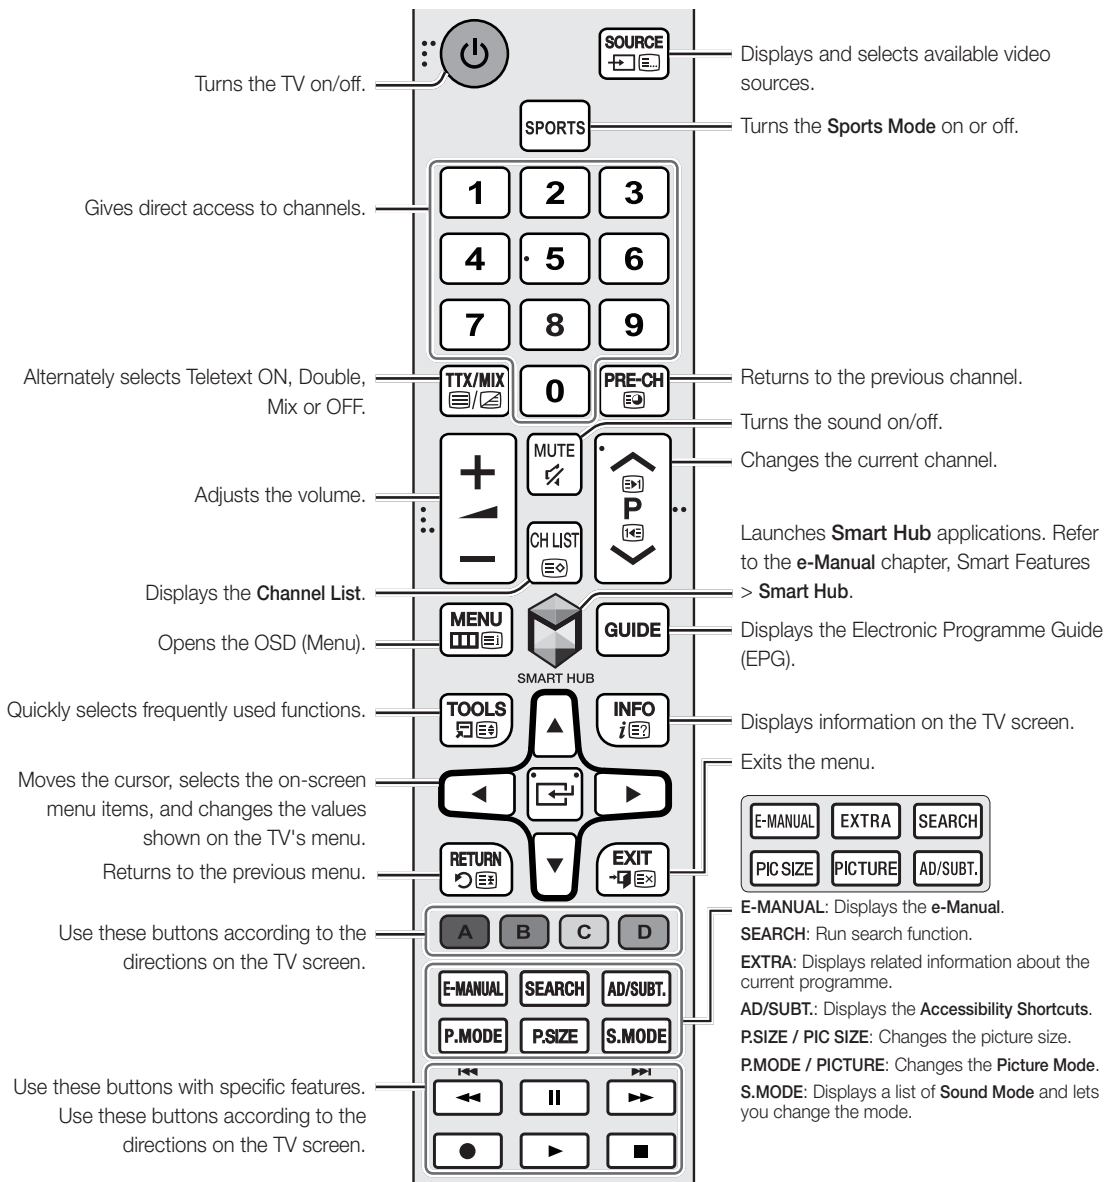 SOURCE
Displays and selects available video
sources.
Turns the TV on/off.
SPORTS
Turns the Sports Mode on or off.
1 2 3
Gives direct access to channels.
4 5 6
7 8 9
Alternately selects Teletext ON, Double,
Mix or OFF.
TTX/MIX
0
PRE-CH
Returns to the previous channel.
MUTE
Turns the sound on/off.
Changes the current channel.
Adjusts the volume.
P
CH LIST
Launches Smart Hub applications. Refer
to the e-Manual chapter, Smart Features
> Smart Hub.
Displays the Channel List.
MENU
Opens the OSD (Menu).
GUIDE
Displays the Electronic Programme Guide
(EPG).
SMART HUB
Quickly selects frequently used functions.
TOOLS
INFO
Displays information on the TV screen.
Exits the menu.
Moves the cursor, selects the on-screen
menu items, and changes the values
shown on the TV's menu.
Returns to the previous menu.
RETURN
EXIT
E-MANUAL EXTRA SEARCH
PIC SIZE PICTURE AD/SUBT.
Use these buttons according to the
directions on the TV screen.
A B C D
E-MANUAL SEARCH AD/SUBT.
P.MODE P.SIZE S.MODE
E-MANUAL: Displays the e-Manual.
SEARCH: Run search function.
EXTRA: Displays related information about the
current programme.
AD/SUBT.: Displays the Accessibility Shortcuts.
P.SIZE / PIC SIZE: Changes the picture size.
P.MODE / PICTURE: Changes the Picture Mode.
S.MODE: Displays a list of Sound Mode and lets
you change the mode.
Use these buttons with specific features.
Use these buttons according to the
directions on the TV screen.